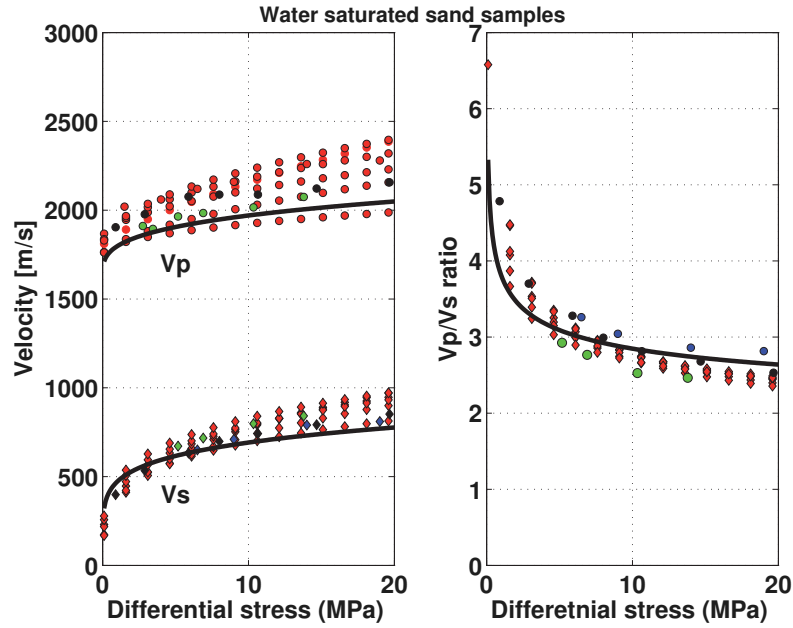 Water saturated sand samples
Velocity [m/s]
3000
2500
2000
1500
1000
500
0
Vp
Vs
0 10 20
Differential stress (MPa)
Vp/Vs ratio
7
6
5
4
3
2
1
0
0 10 20
Differetnial stress (MPa)